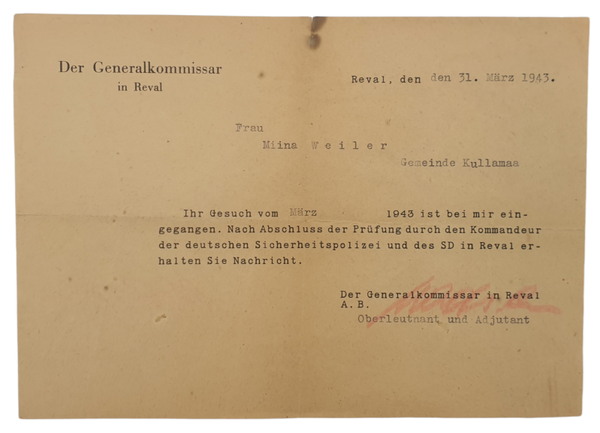 Der Generalkommissar
in Reval
Reval, den den 31. März 1943.
Frau
Miina Weiler
Gemeinde Kullamaa
Ihr Gesuch vom März 1943 ist bei mir ein-
gegangen. Nach Abschluss der Prüfung durch den Kommandeur
der deutschen Sicherheitspolizei und des SD in Reval er-
halten Sie Nachricht.
Der Generalkommissar in Reval
A.B.
Oberleutnant und Adjutant